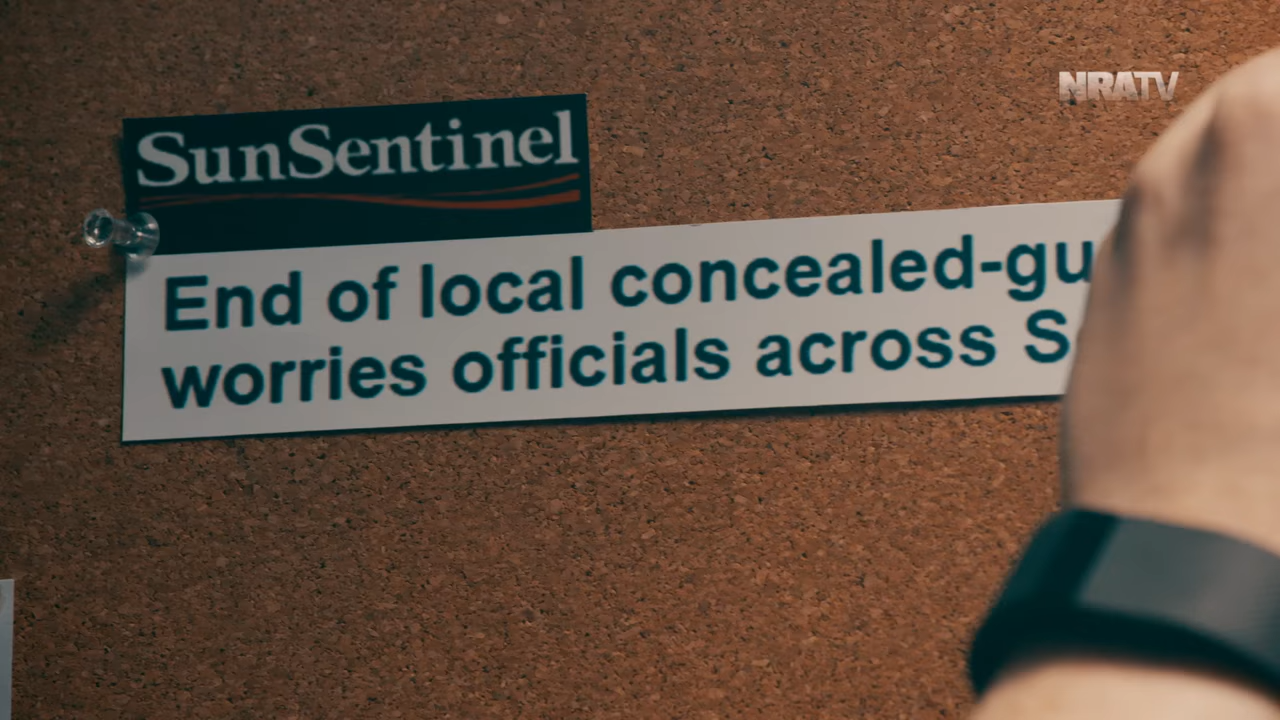 NRATV
SunSentinel
End of local concealed-gu
worries officials across S